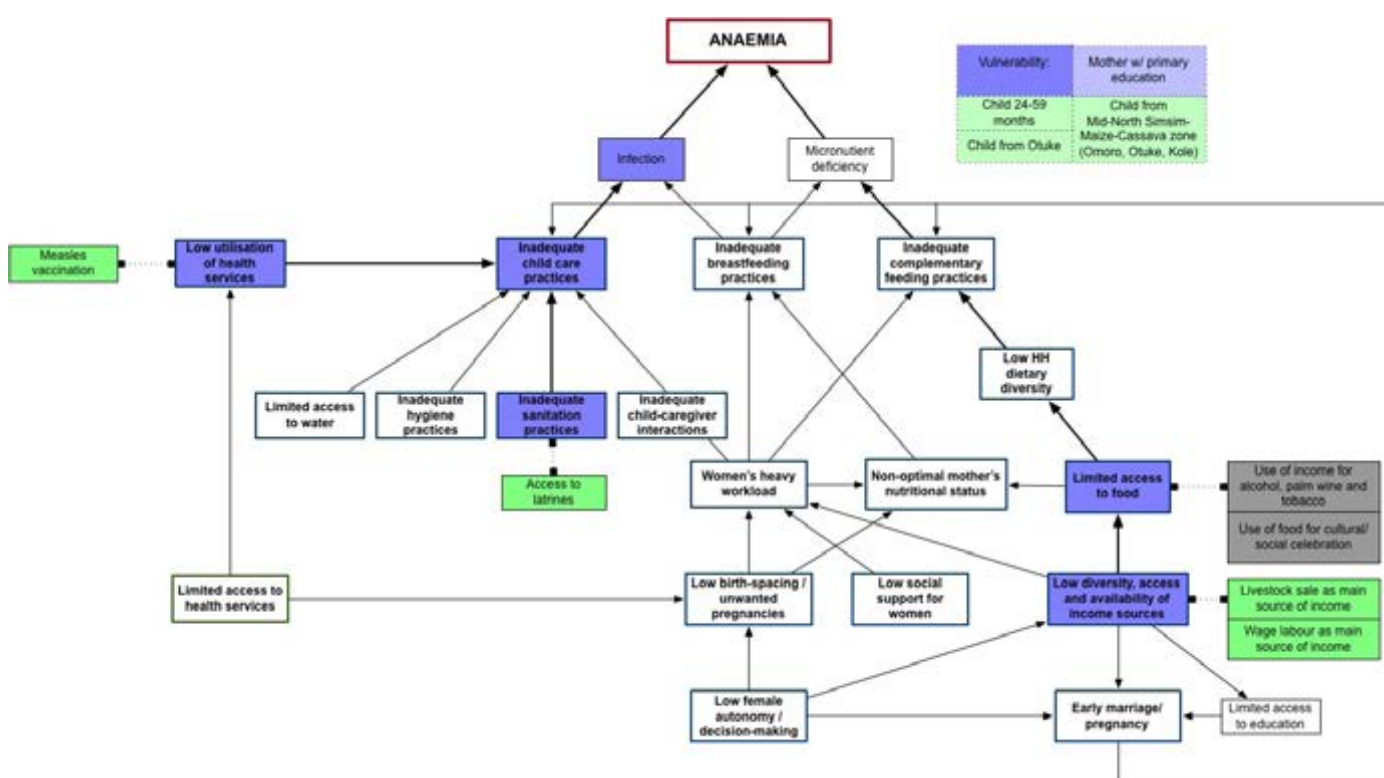 ANAEMIA
Vulnerability:
Mother w/ primary
education
Child 24-59
months
Child from Otuke
Child from
Mid-North Simsim-
Maize-Cassava zone
(Omoro, Otuke, Kole)
Infection
Micronutient
deficiency
Measles
vaccination
Low utilisation
of health
services
Inadequate
child care
practices
Inadequate
breastfeeding
practices
Inadequate
complementary
feeding practices
Low HH
dietary
diversity
Limited access
to water
Inadequate
hygiene
practices
Inadequate
sanitation
practices
Inadequate
child-caregiver
interactions
Access to
latrines
Women's heavy
workload
Non-optimal mother's
nutritional status
Limited access
to food
Use of income for
alcohol, palm wine and
tobacco
Use of food for cultural/
social celebration
Limited access to
health services
Low birth-spacing /
unwanted
pregnancies
Low social
support for
women
Low diversity, access
and availability of
income sources
Livestock sale as main
source of income
Wage labour as main
source of income
Low female
autonomy /
decision-making
Early marriage/
pregnancy
Limited access
to education